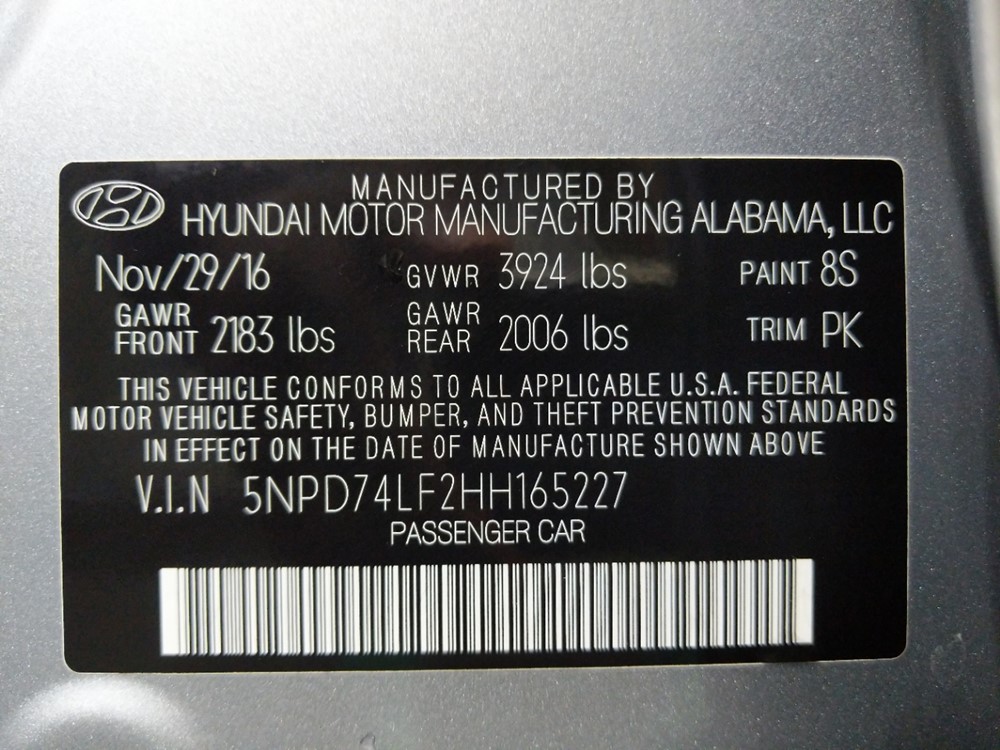 MANUFACTURED BY
HYUNDAI MOTOR MANUFACTURING ALABAMA, LLC
Nov/29/16 GVWR 3924 lbs PAINT 8S
GAWR FRONT 2183 lbs GAWR REAR 2006 lbs TRIM PK
THIS VEHICLE CONFORMS TO ALL APPLICABLE U.S.A. FEDERAL
MOTOR VEHICLE SAFETY, BUMPER, AND THEFT PREVENTION STANDARDS
IN EFFECT ON THE DATE OF MANUFACTURE SHOWN ABOVE
V.I.N 5NPD74LF2HH165227
PASSENGER CAR